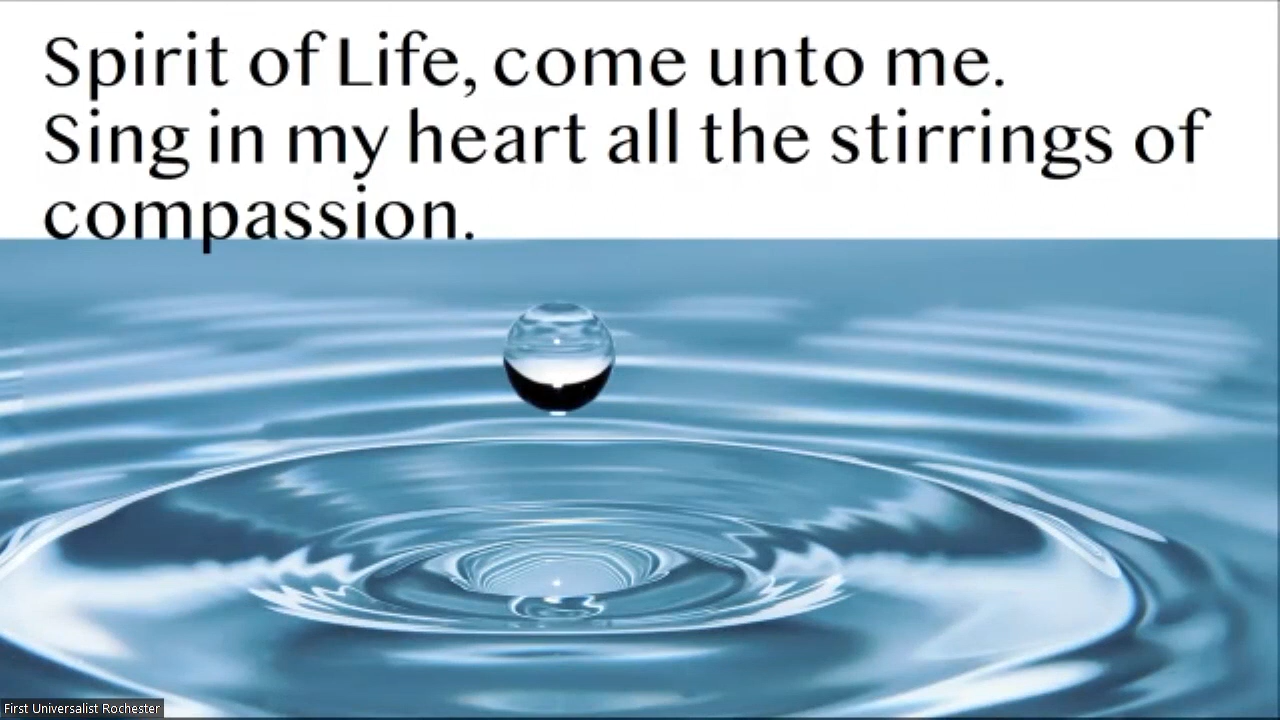 Spirit of Life, come unto me.
Sing in my heart all the stirrings of
compassion.
First Universalist Rochester